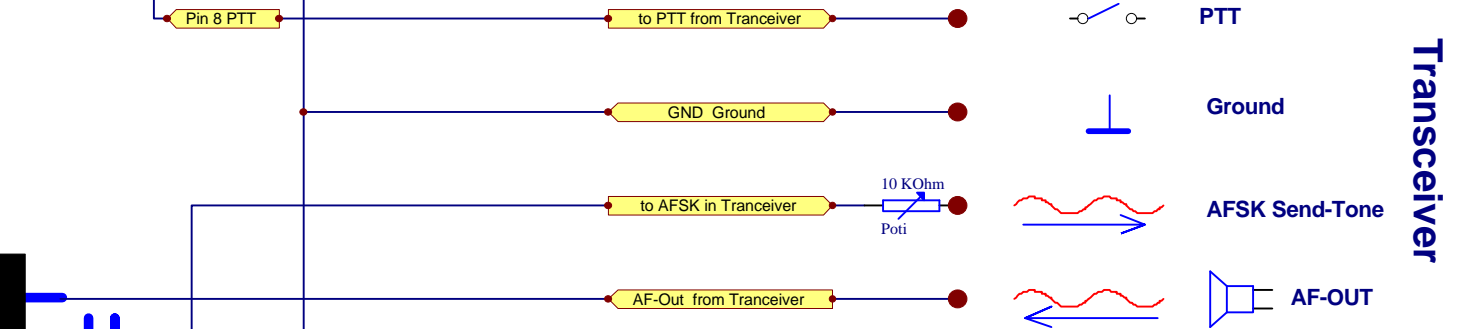 Pin 8 PTT
to PTT from Tranceiver
PTT
GND Ground
Ground
10 KOhm
to AFSK in Tranceiver
Poti
AFSK Send-Tone
AF-Out from Tranceiver
AF-OUT
Transceiver